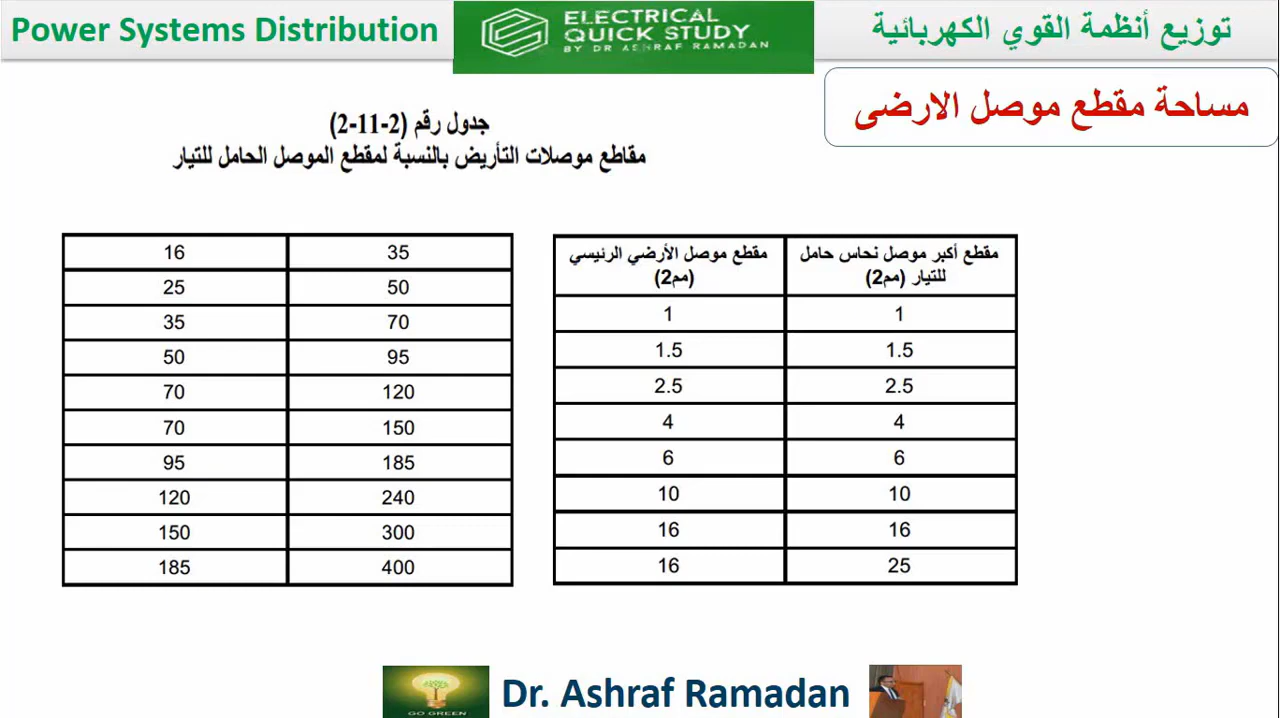 Power Systems Distribution
ELECTRICAL
QUICK STUDY
BY DR ASHRAF RAMADAN
توزيع أنظمة القوي الكهربائية
مساحة مقطع موصل الارضى
جدول رقم (2-11-2)
مقاطع موصلات التأريض بالنسبة لمقطع الموصل الحامل للتيار
مقطع أكبر موصل نحاس حامل للتيار (مم2) مقطع موصل الأرضي الرئيسي (مم2)
1 1
1.5 1.5
2.5 2.5
4 4
6 6
10 10
16 16
25 16
35 16
50 25
70 35
95 50
120 70
150 70
185 95
240 120
300 150
400 185
GO GREEN
Dr. Ashraf Ramadan